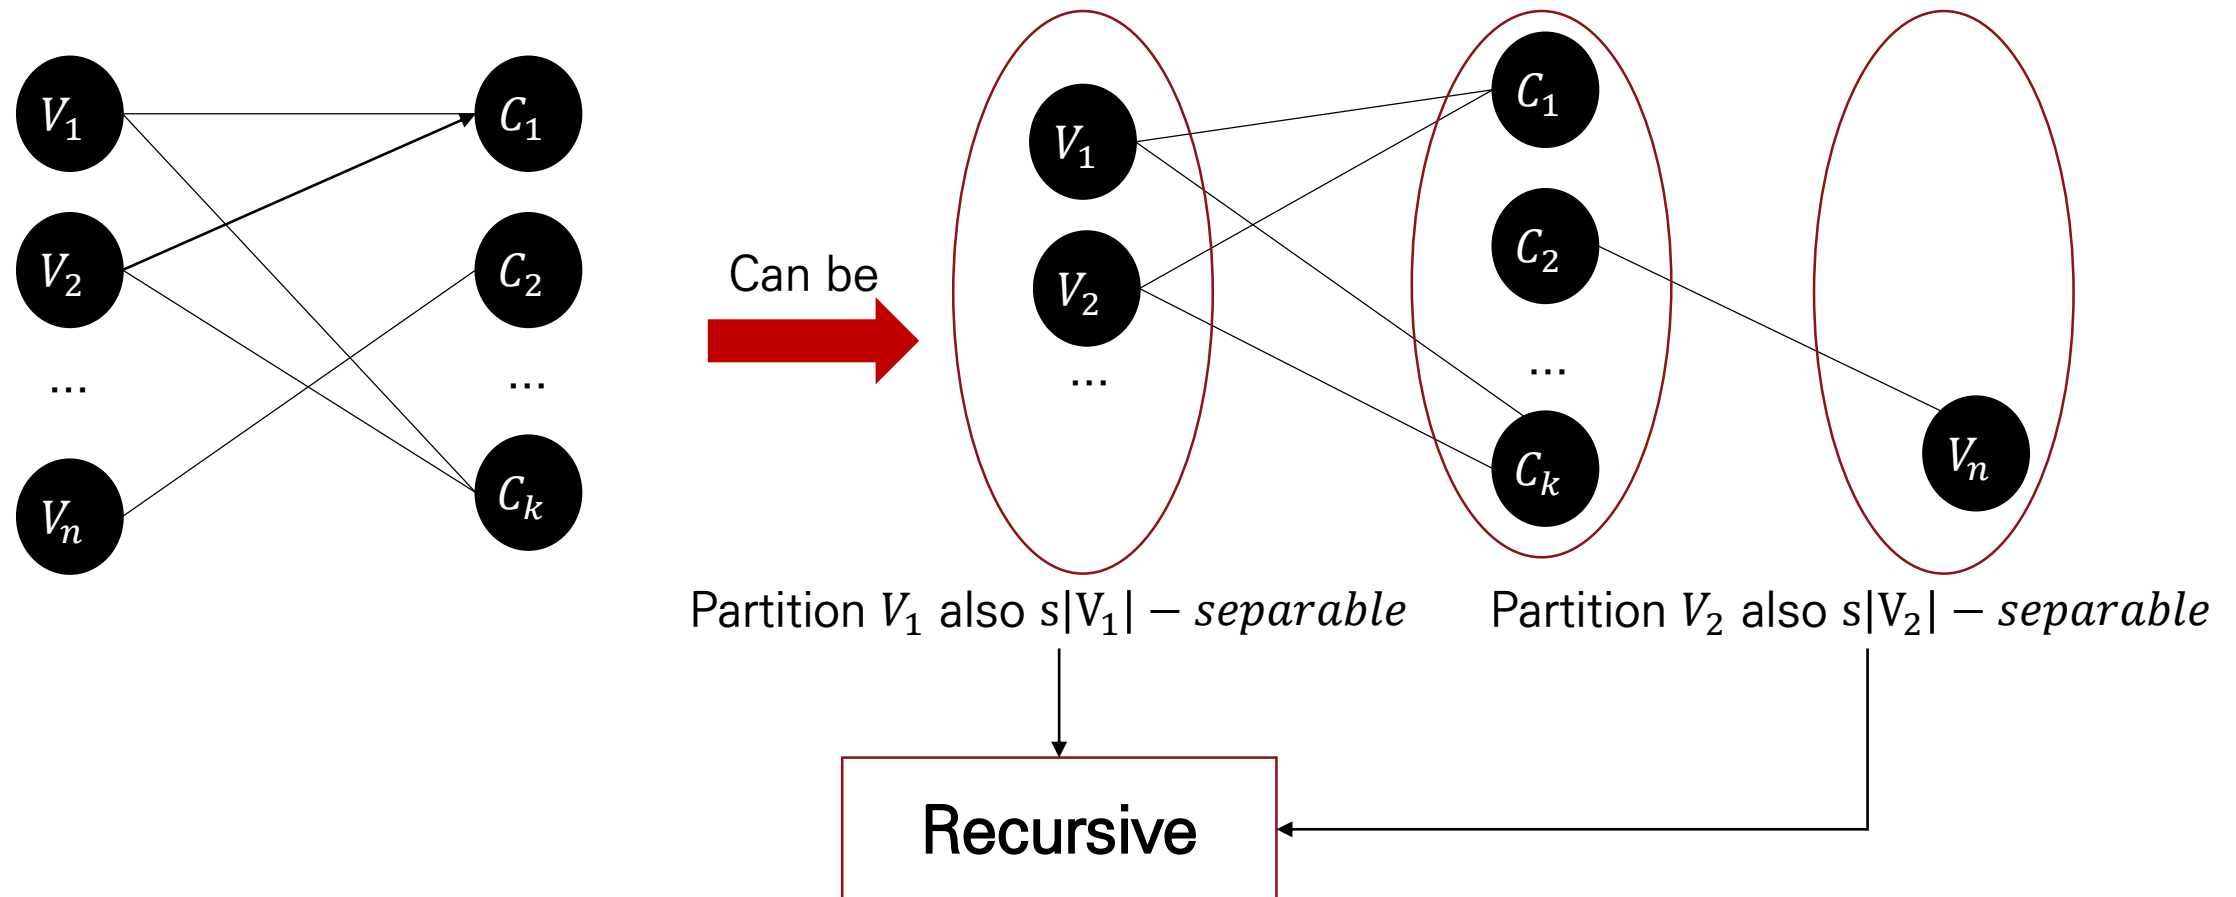 V₁
C₁
V₂
C₂
...
...
Vₙ
Cₖ
Can be
V₁
V₂
...
C₁
C₂
...
Cₖ
Vₙ
Partition V₁ also s|V₁| − separable
Partition V₂ also s|V₂| − separable
Recursive